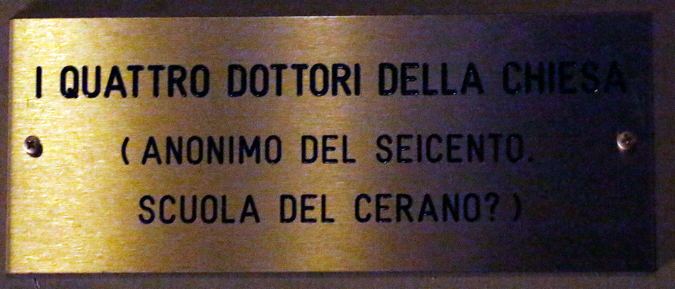 I QUATTRO DOTTORI DELLA CHIESA
(ANONIMO DEL SEICENTO.
SCUOLA DEL CERANO?)